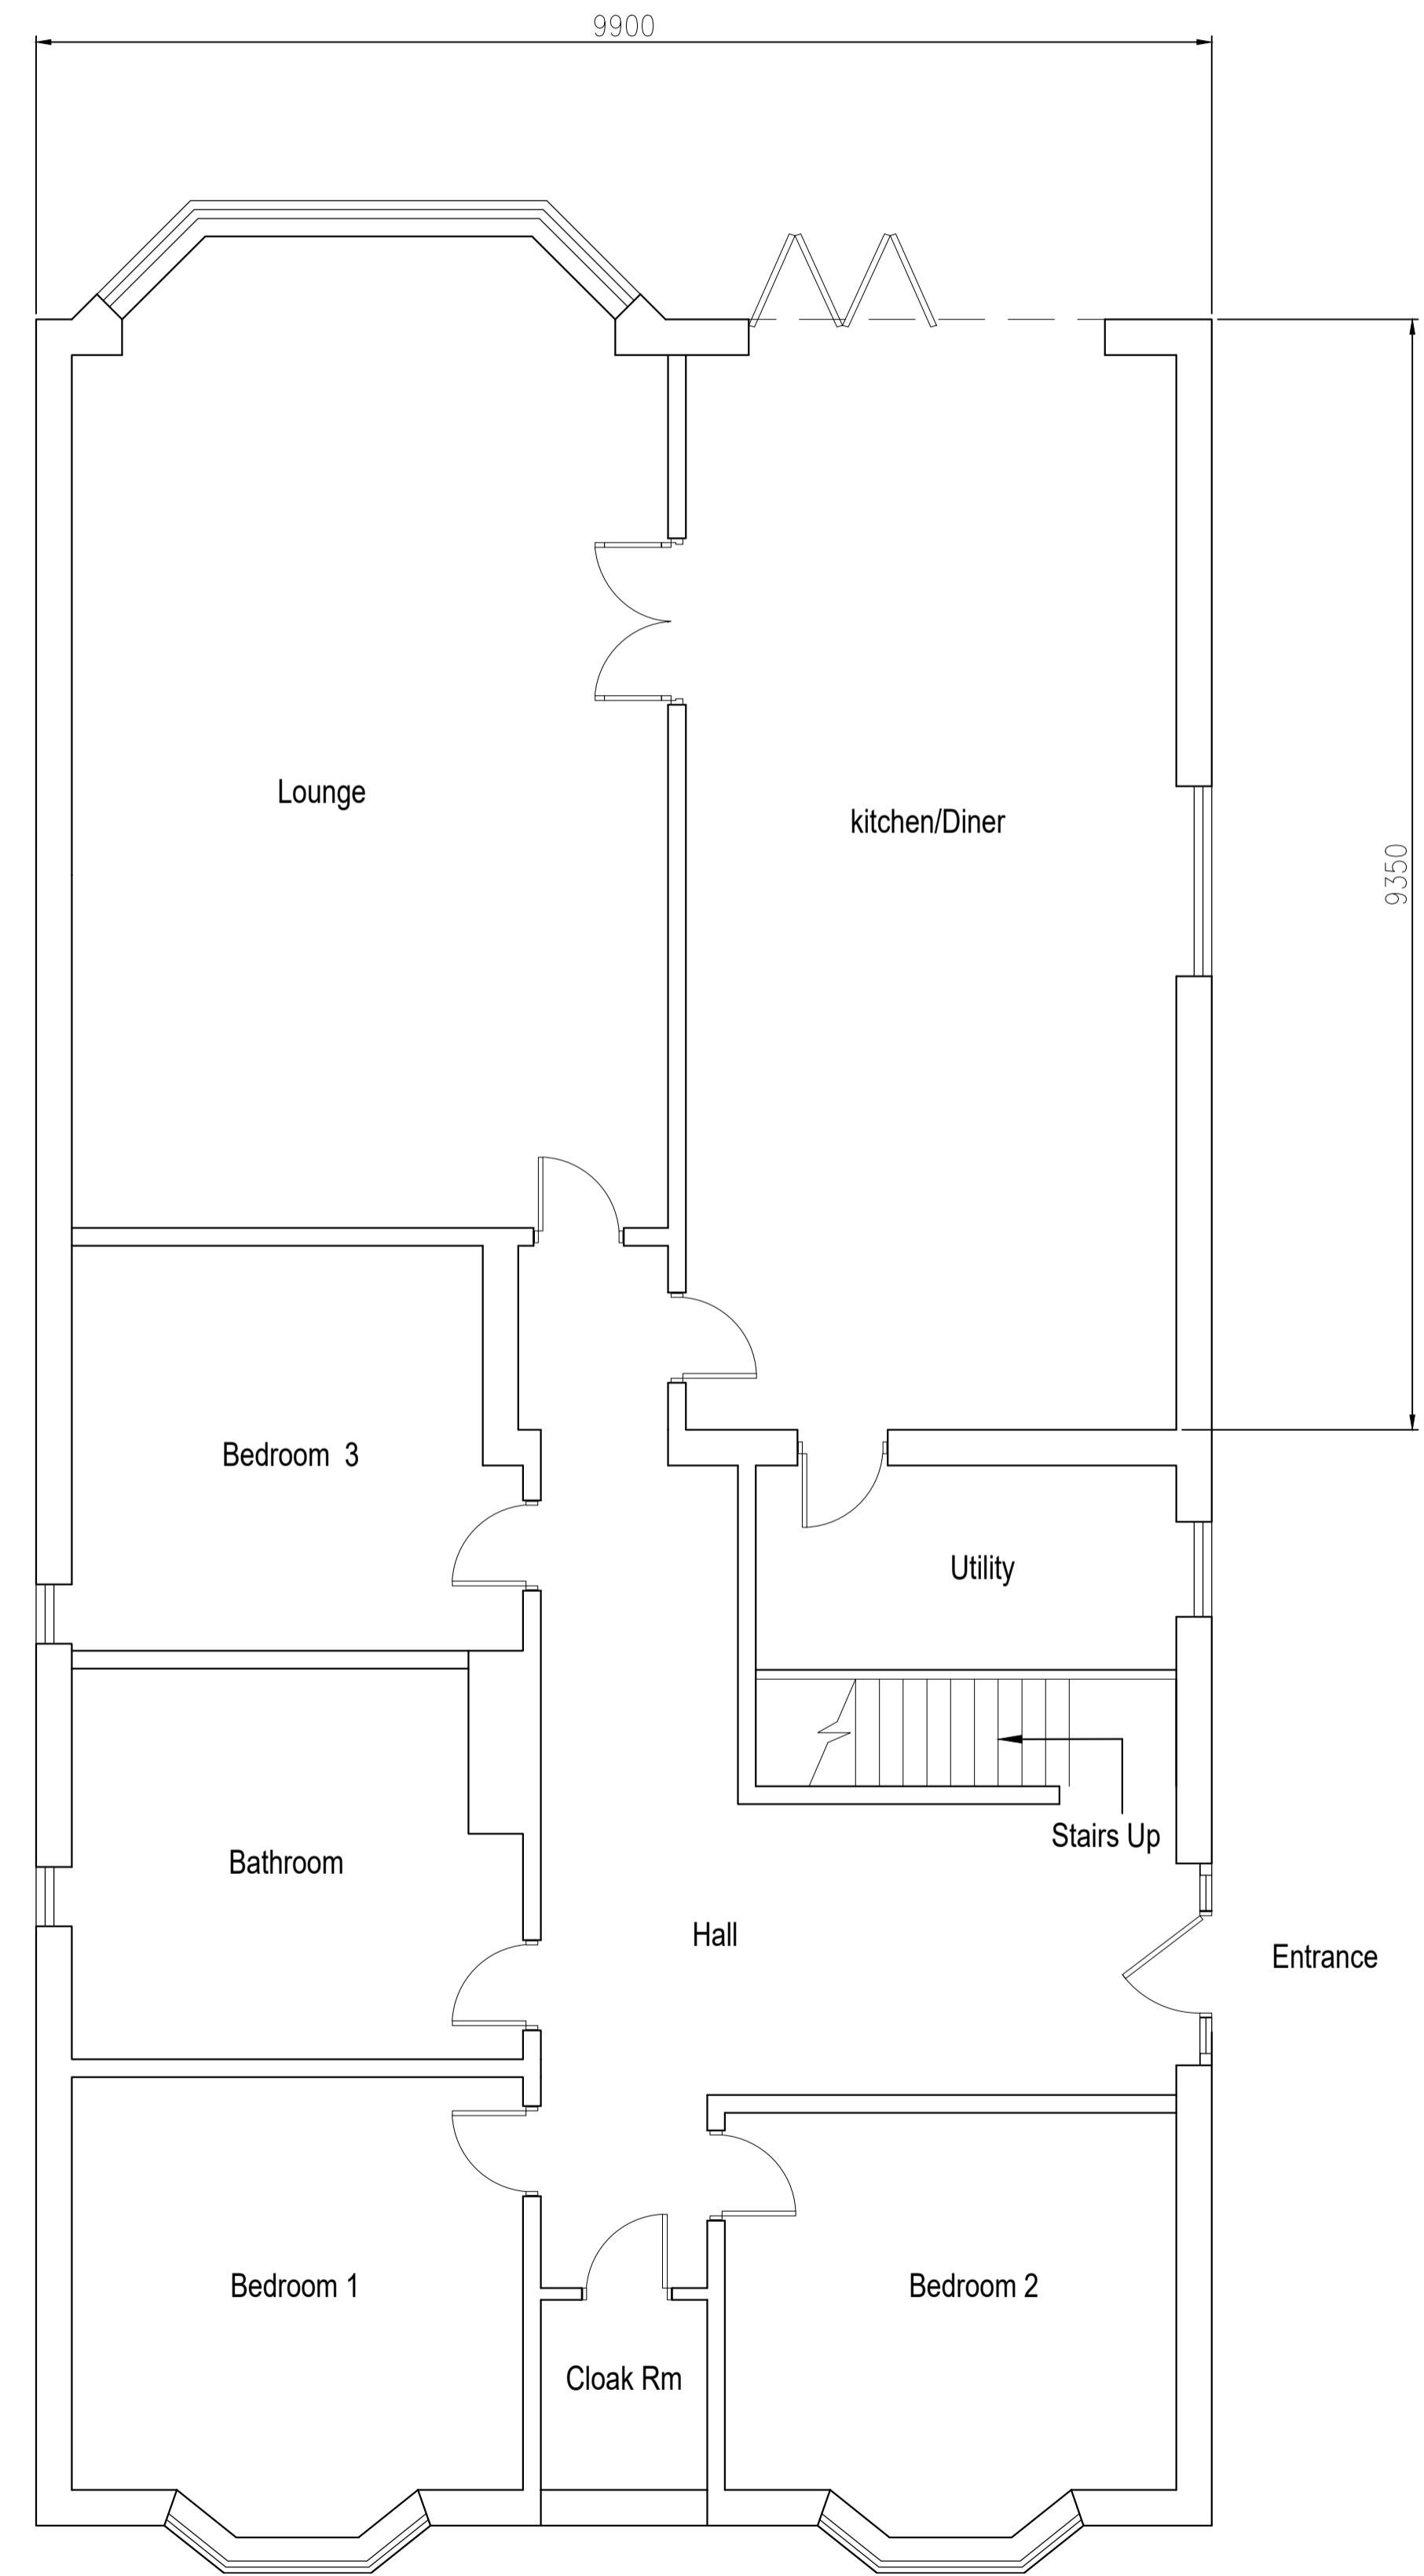 9900
Lounge
kitchen/Diner
9350
Bedroom 3
Utility
Stairs Up
Bathroom
Hall
Entrance
Bedroom 1
Bedroom 2
Cloak Rm